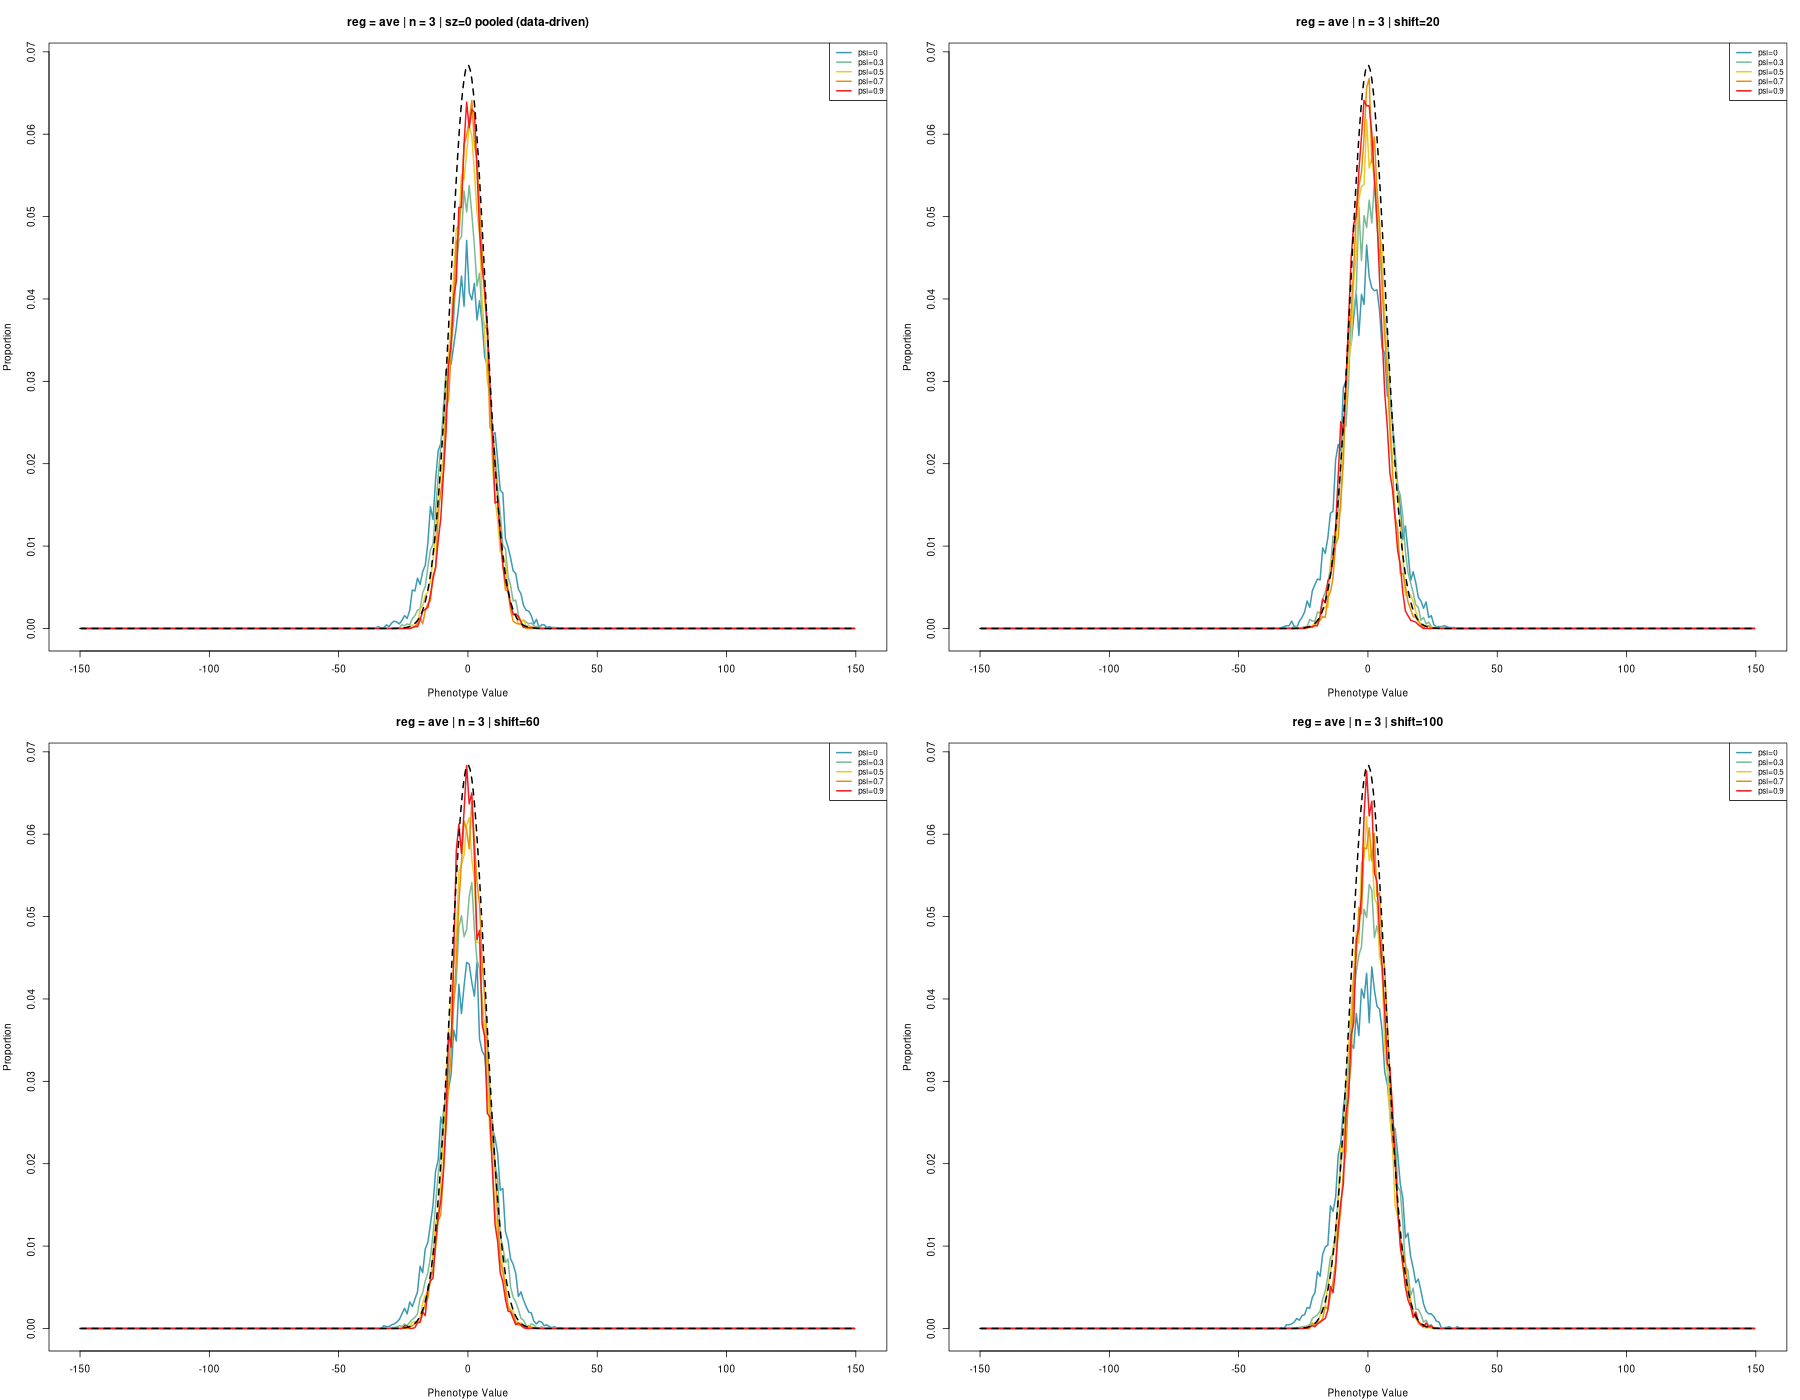 reg = ave | n = 3 | sz=0 pooled (data-driven)
0.07
0.06
0.05
0.04
0.03
0.02
0.01
0.00
Proportion
psi=0
psi=0.3
psi=0.5
psi=0.7
psi=0.9
-150 -100 -50 0 50 100 150
Phenotype Value
reg = ave | n = 3 | shift=20
0.07
0.06
0.05
0.04
0.03
0.02
0.01
0.00
Proportion
psi=0
psi=0.3
psi=0.5
psi=0.7
psi=0.9
-150 -100 -50 0 50 100 150
Phenotype Value
reg = ave | n = 3 | shift=60
0.07
0.06
0.05
0.04
0.03
0.02
0.01
0.00
Proportion
psi=0
psi=0.3
psi=0.5
psi=0.7
psi=0.9
-150 -100 -50 0 50 100 150
Phenotype Value
reg = ave | n = 3 | shift=100
0.07
0.06
0.05
0.04
0.03
0.02
0.01
0.00
Proportion
psi=0
psi=0.3
psi=0.5
psi=0.7
psi=0.9
-150 -100 -50 0 50 100 150
Phenotype Value